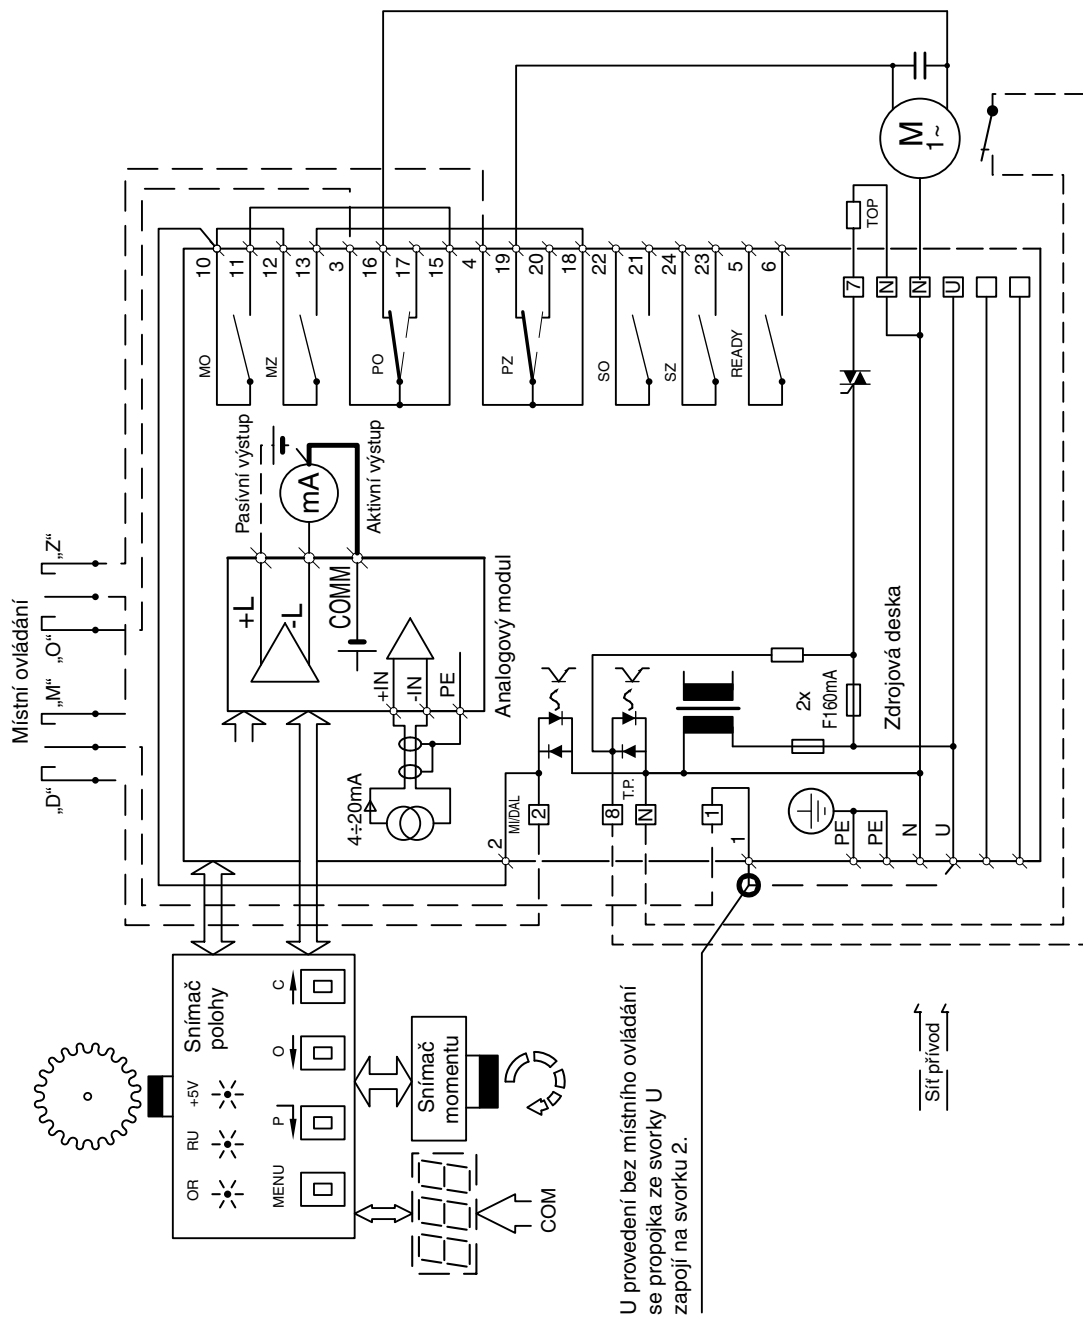 Místní ovládání
„D“
„M“
„O“
„Z“
10
11
12
13
3
16
17
15
4
19
20
18
22
21
24
23
5
6
MO
MZ
PO
PZ
SO
SZ
READY
M
1~
TOP
7
N
N
U
Pasívní výstup
mA
Aktivní výstup
+L
-L
COMM
+IN
-IN
PE
Analogový modul
4÷20mA
2
MI/DAL
2
8
T.P.
N
1
1
2x
F160mA
Zdrojová deska
PE
PE
N
U
Snímač
polohy
+5V
RU
OR
C
O
P
MENU
Snímač
momentu
COM
U provedení bez místního ovládání
se propojka ze svorky U
zapojí na svorku 2.
Síť přívod